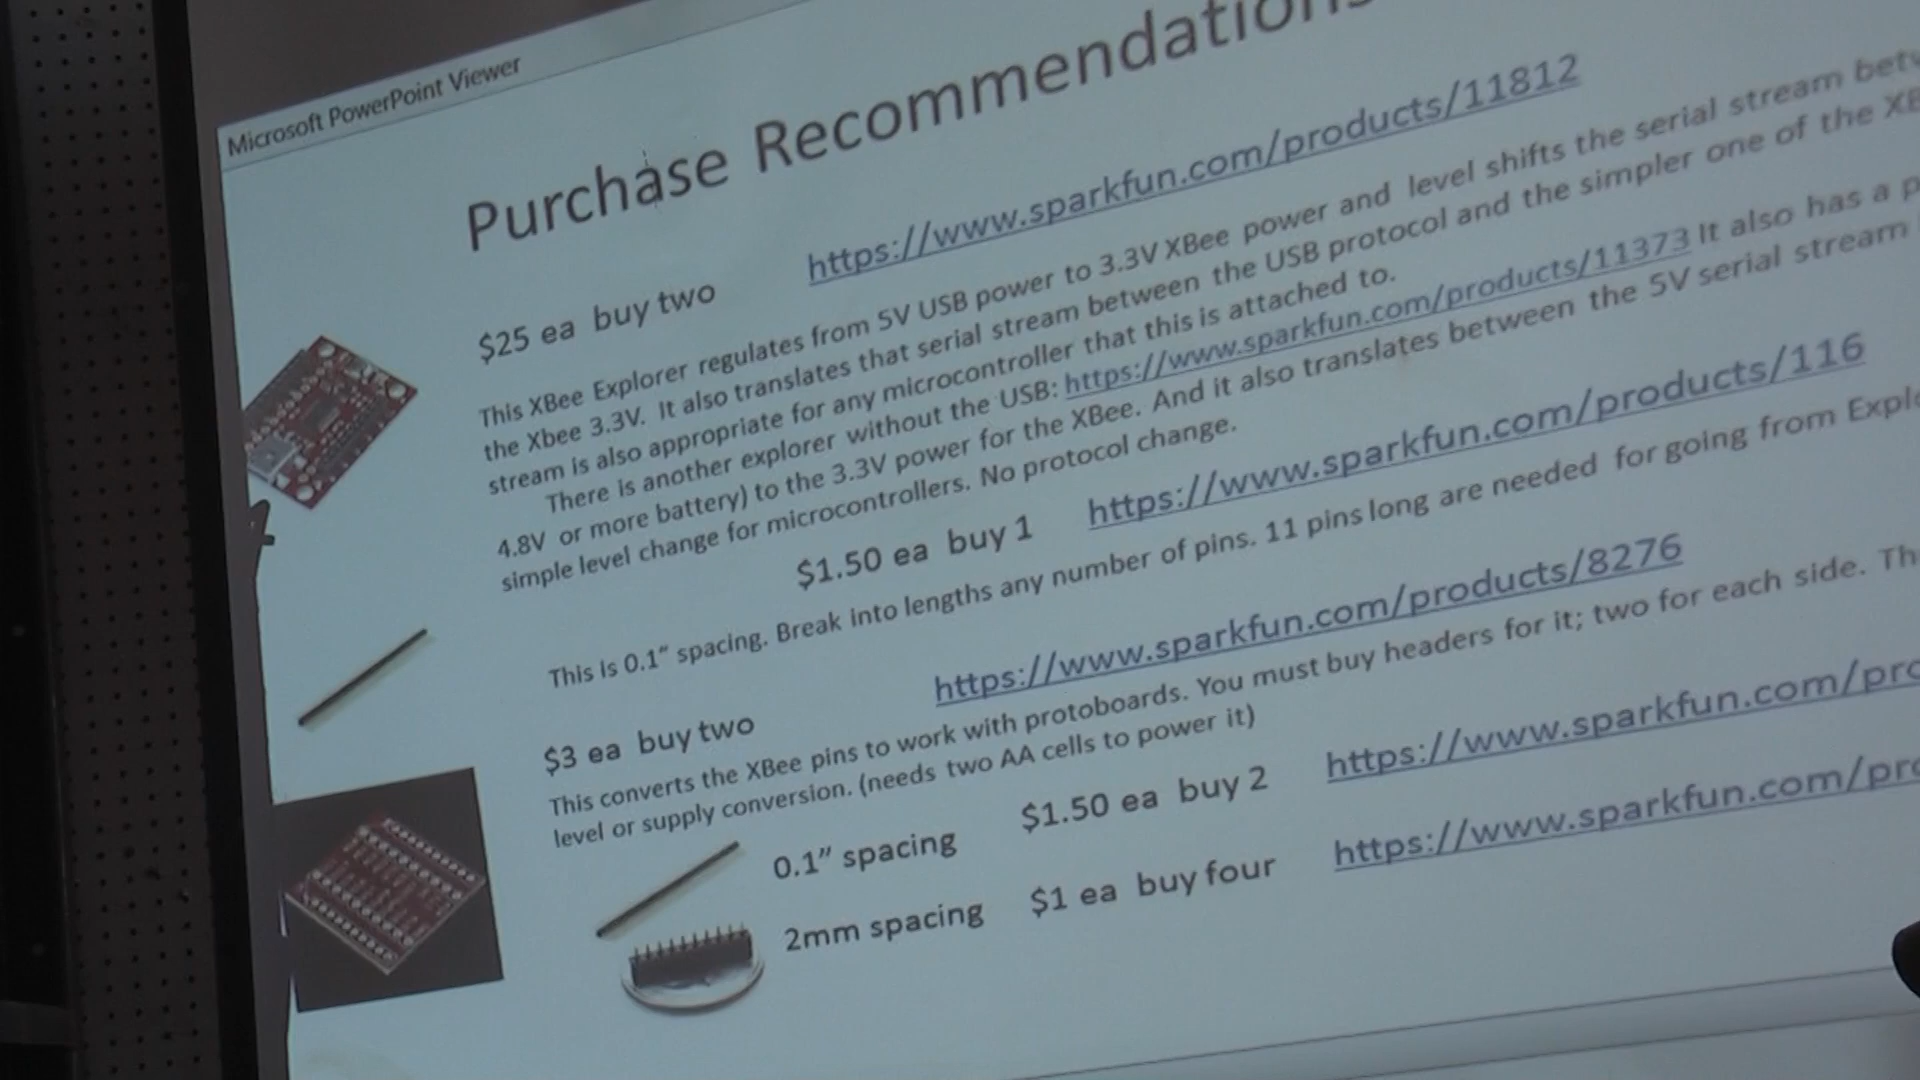 Microsoft PowerPoint Viewer
Purchase Recommendations
$25 ea buy two https://www.sparkfun.com/products/11812
This XBee Explorer regulates from 5V USB power to 3.3V XBee power and level shifts the serial stream
the Xbee 3.3V. It also translates that serial stream between the USB protocol and the simpler one of the
stream is also appropriate for any microcontroller that this is attached to.
There is another explorer without the USB: https://www.sparkfun.com/products/11373 It also has a
4.8V or more battery) to the 3.3V power for the XBee. And it also translates between the 5V serial stream
simple level change for microcontrollers. No protocol change.
$1.50 ea buy 1 https://www.sparkfun.com/products/116
This Is 0.1" spacing. Break into lengths any number of pins. 11 pins long are needed for going from
$3 ea buy two https://www.sparkfun.com/products/8276
This converts the XBee pins to work with protoboards. You must buy headers for it; two for each side.
level or supply conversion. (needs two AA cells to power it)
0.1" spacing $1.50 ea buy 2 https://www.sparkfun.com/pro
2mm spacing $1 ea buy four https://www.sparkfun.com/pro